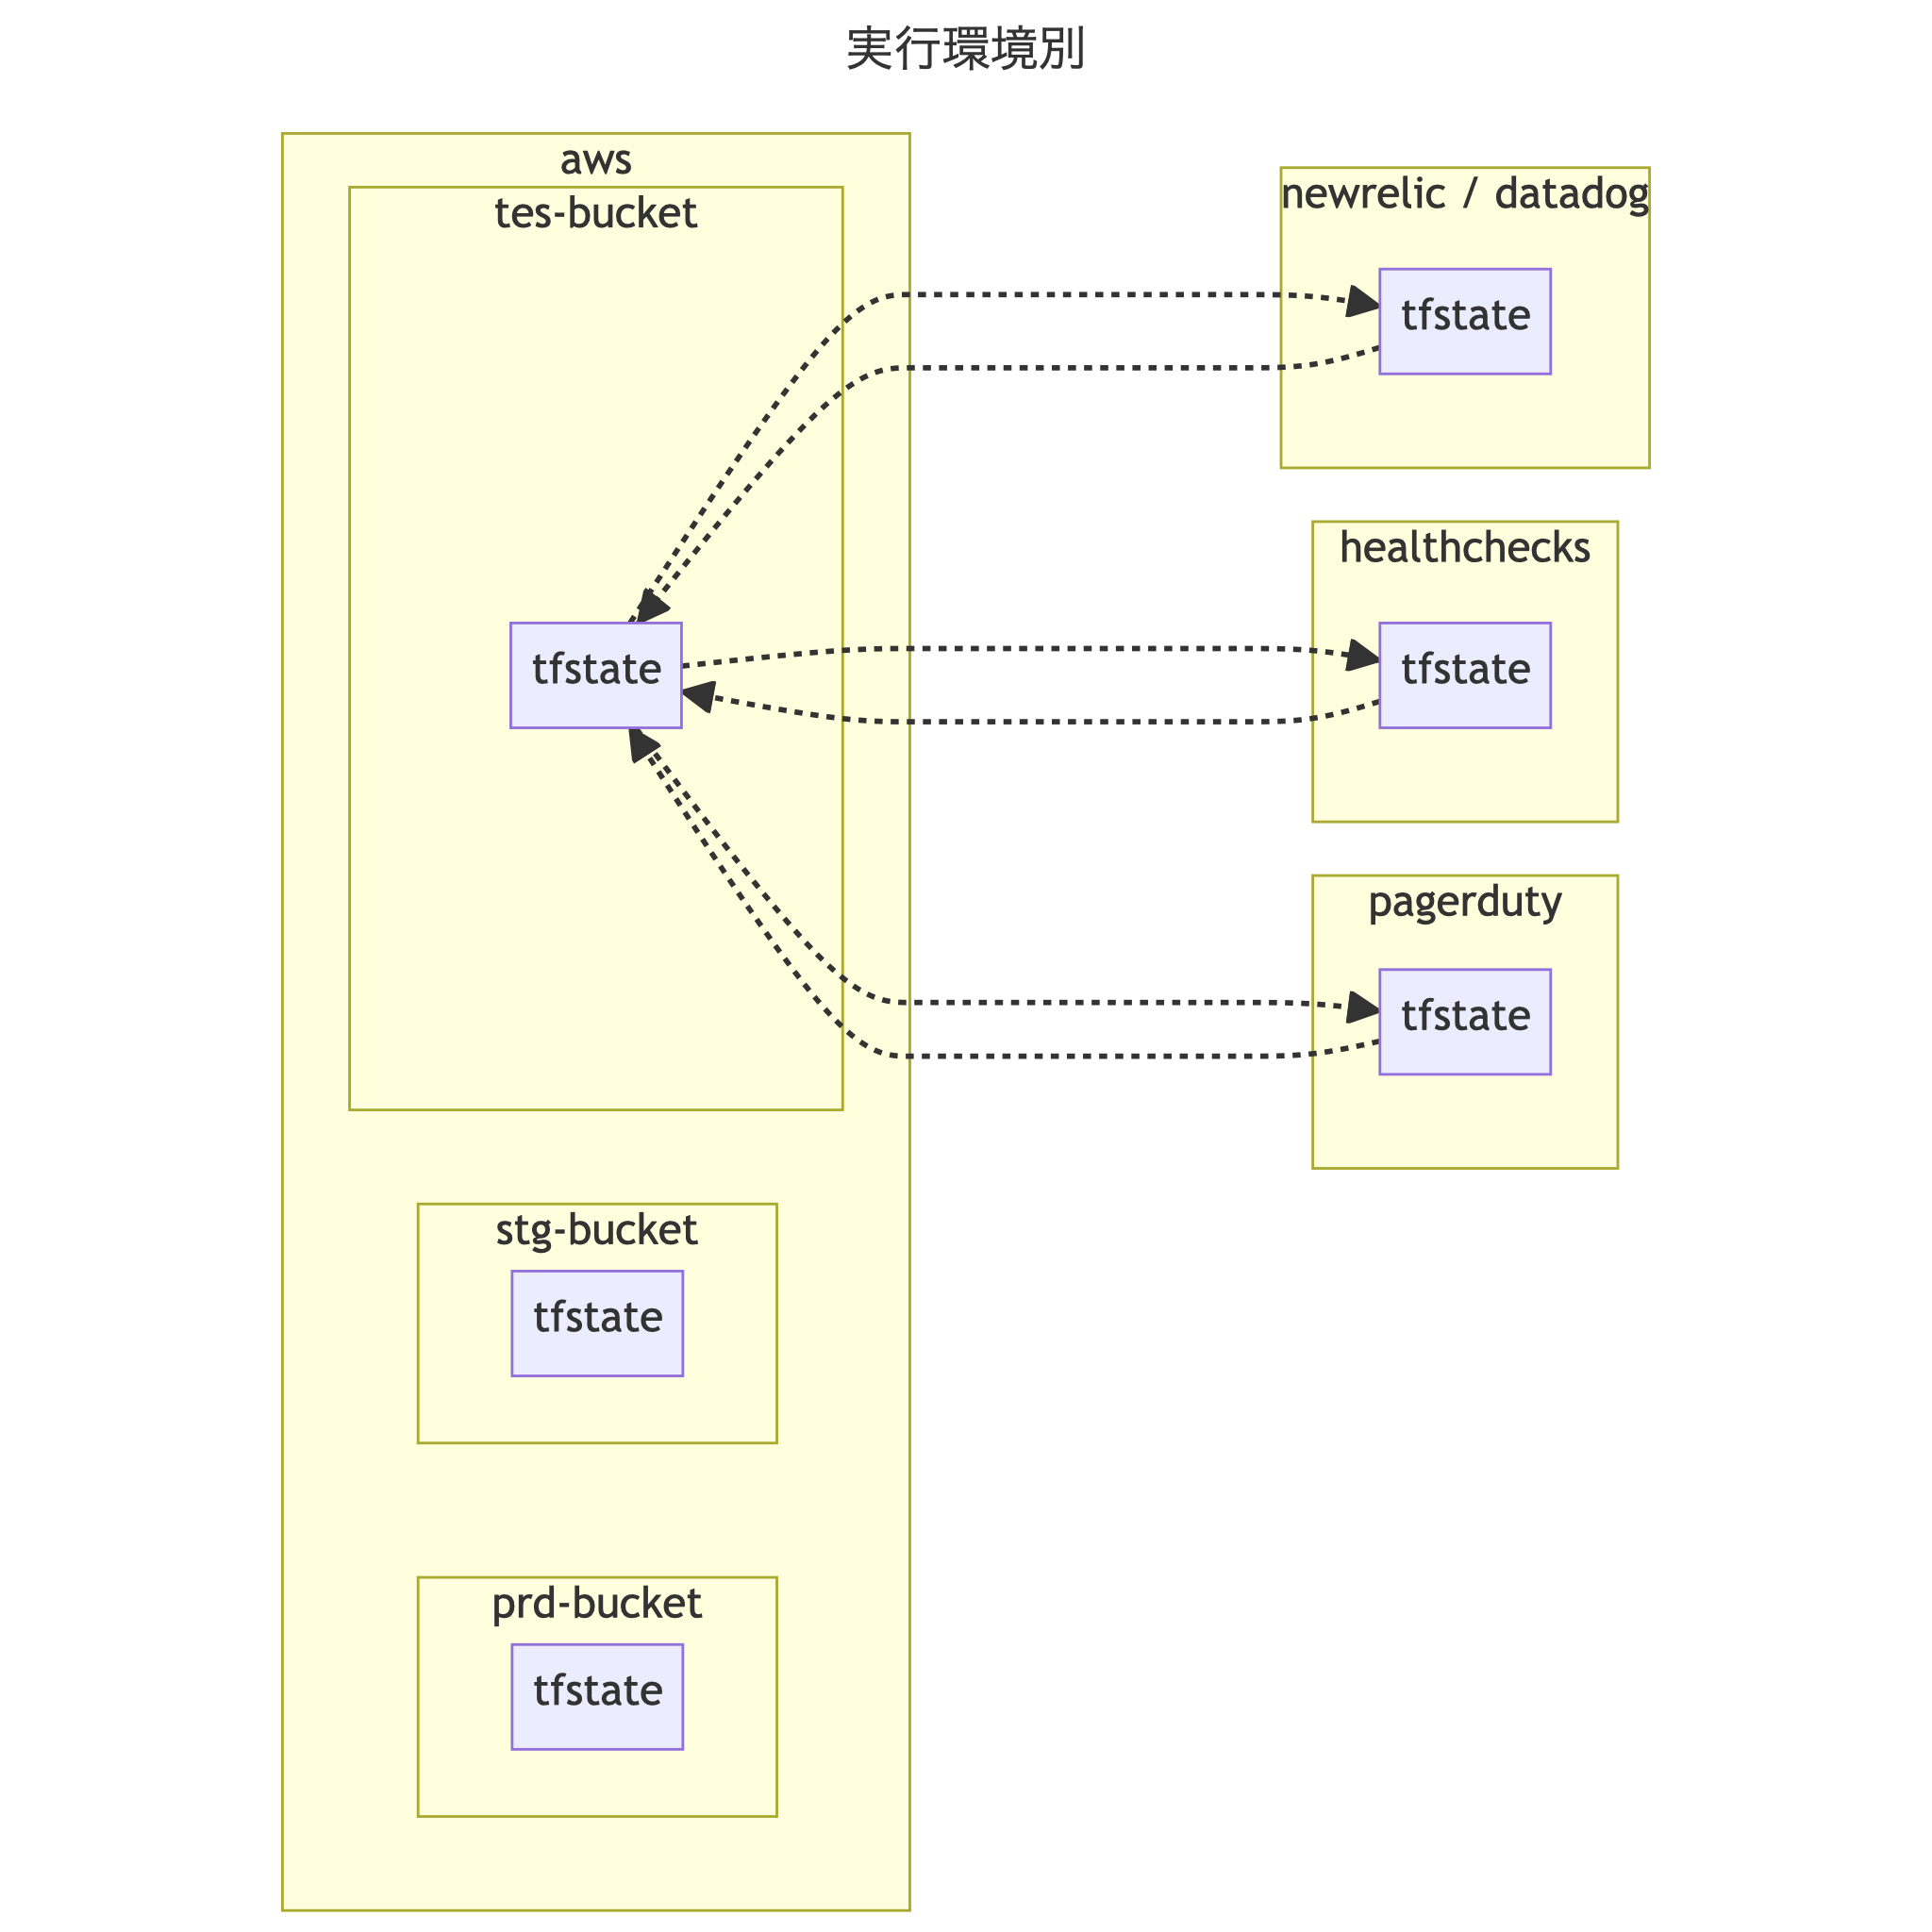 実行環境別
aws
tes-bucket
tfstate
stg-bucket
tfstate
prd-bucket
tfstate
newrelic / datadog
tfstate
healthchecks
tfstate
pagerduty
tfstate